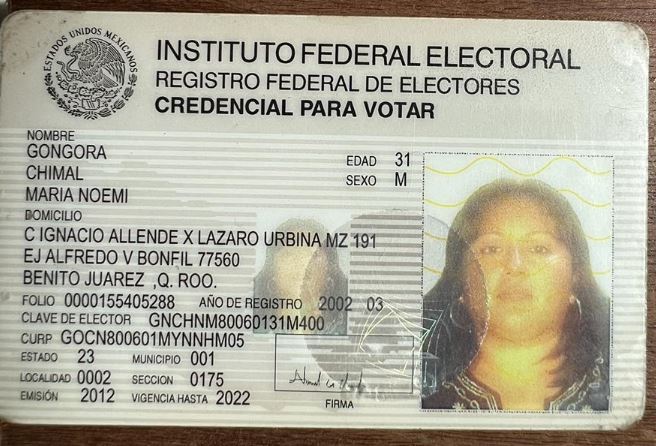 ESTADOS UNIDOS MEXICANOS
INSTITUTO FEDERAL ELECTORAL
REGISTRO FEDERAL DE ELECTORES
CREDENCIAL PARA VOTAR
NOMBRE
GONGORA
CHIMAL
MARIA NOEMI
EDAD 31
SEXO M
DOMICILIO
C IGNACIO ALLENDE X LAZARO URBINA MZ 191
EJ ALFREDO V BONFIL 77560
BENITO JUAREZ ,Q. ROO.
FOLIO 0000155405288 AÑO DE REGISTRO 2002 03
CLAVE DE ELECTOR GNCHNM80060131M400
CURP GOCN800601MYNNHM05
ESTADO 23 MUNICIPIO 001
LOCALIDAD 0002 SECCION 0175
EMISIÓN 2012 VIGENCIA HASTA 2022
FIRMA